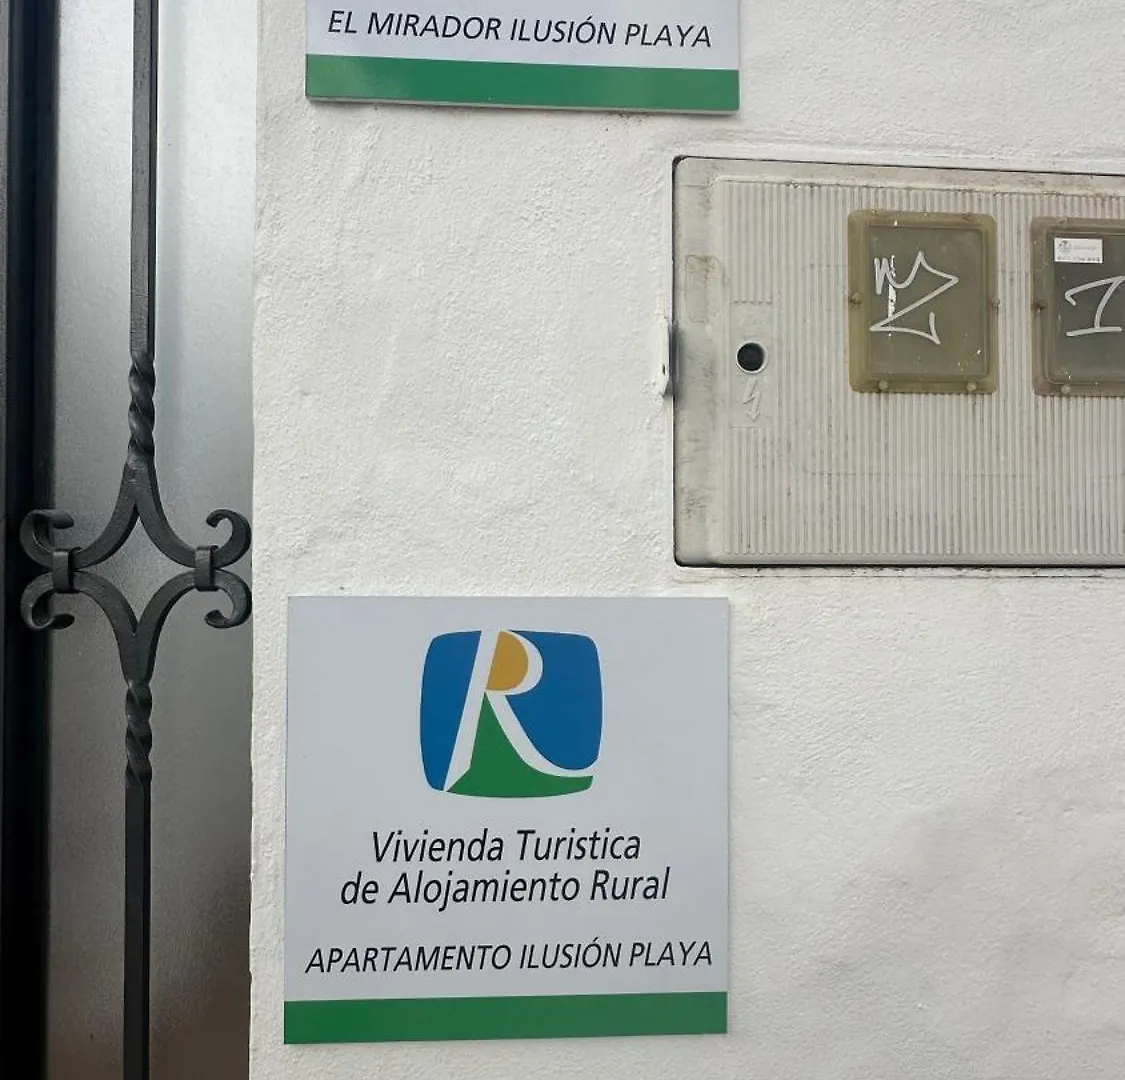 EL MIRADOR ILUSIÓN PLAYA
R
Vivienda Turistica
de Alojamiento Rural
APARTAMENTO ILUSIÓN PLAYA